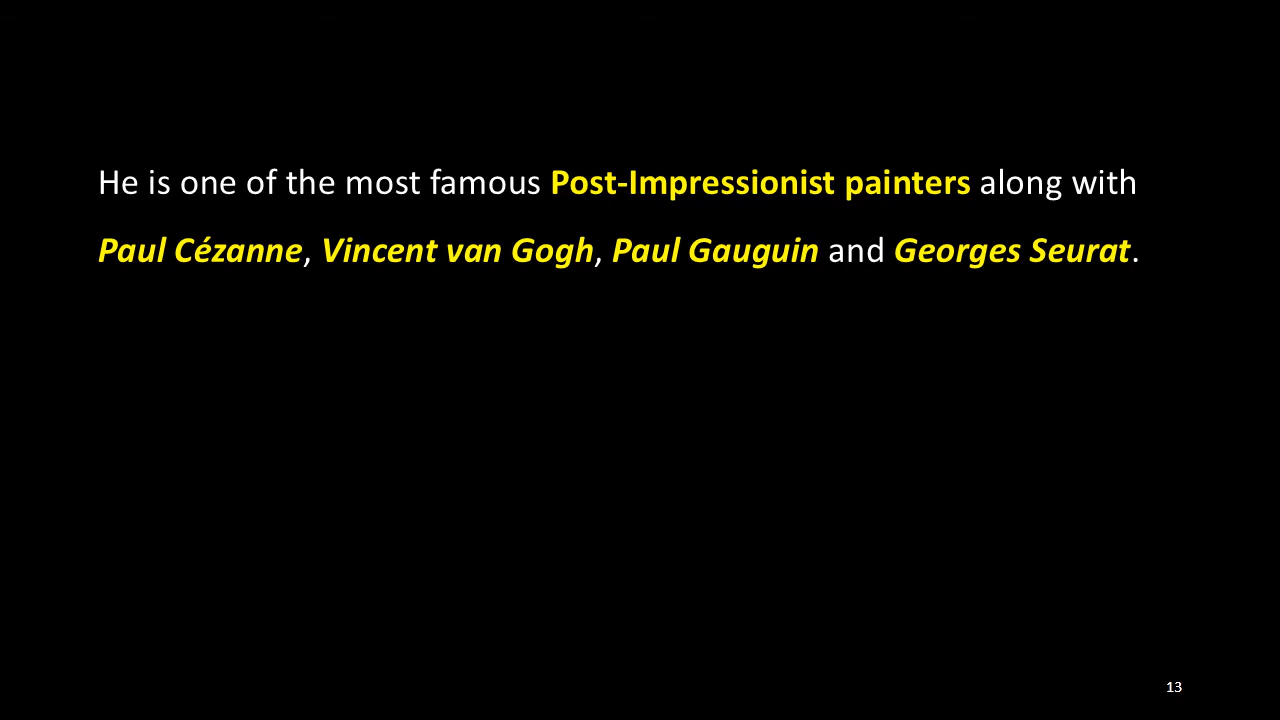 He is one of the most famous Post-Impressionist painters along with
Paul Cézanne, Vincent van Gogh, Paul Gauguin and Georges Seurat.
13